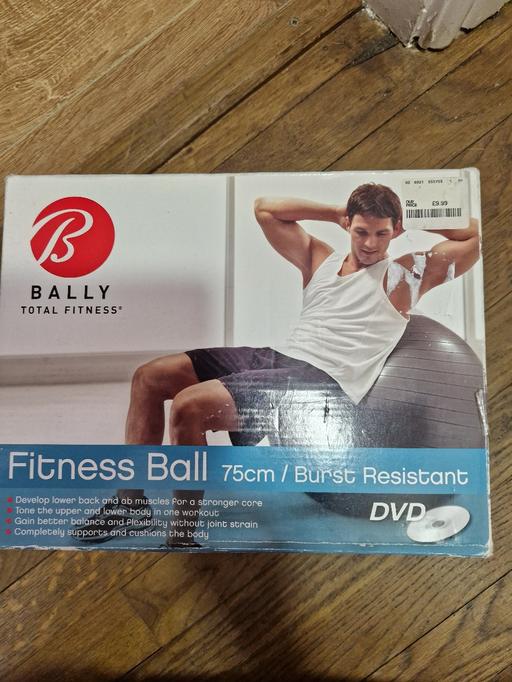 OUR PRICE £9.99
B
BALLY
TOTAL FITNESS®
Fitness Ball 75cm / Burst Resistant
Develop lower back and ab muscles for a stronger core
Tone the upper and lower body in one workout
Gain better balance and flexibility without joint strain
Completely supports and cushions the body
DVD